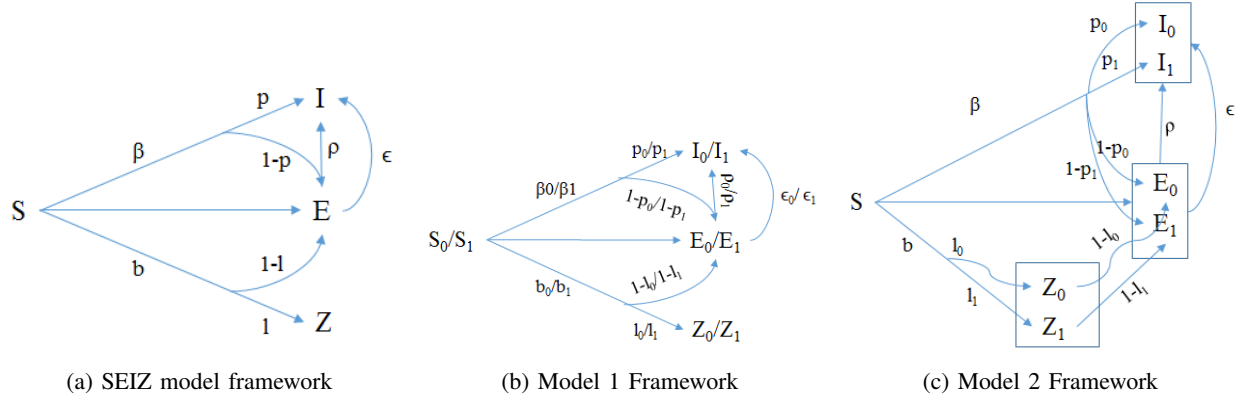 S
β
p
I
1-p
ρ
ϵ
E
b
1-l
l
Z
(a) SEIZ model framework
S₀/S₁
β0/β1
p₀/p₁
I₀/I₁
1-p₀/1-p₁
ρ₀/ρ₁
ϵ₀/ ϵ₁
E₀/E₁
b₀/b₁
1-l₀/1-l₁
l₀/l₁
Z₀/Z₁
(b) Model 1 Framework
S
β
p₀
p₁
I₀
I₁
1-p₀
1-p₁
ρ
ϵ
E₀
E₁
b
l₀
l₁
1-l₀
1-l₁
Z₀
Z₁
(c) Model 2 Framework